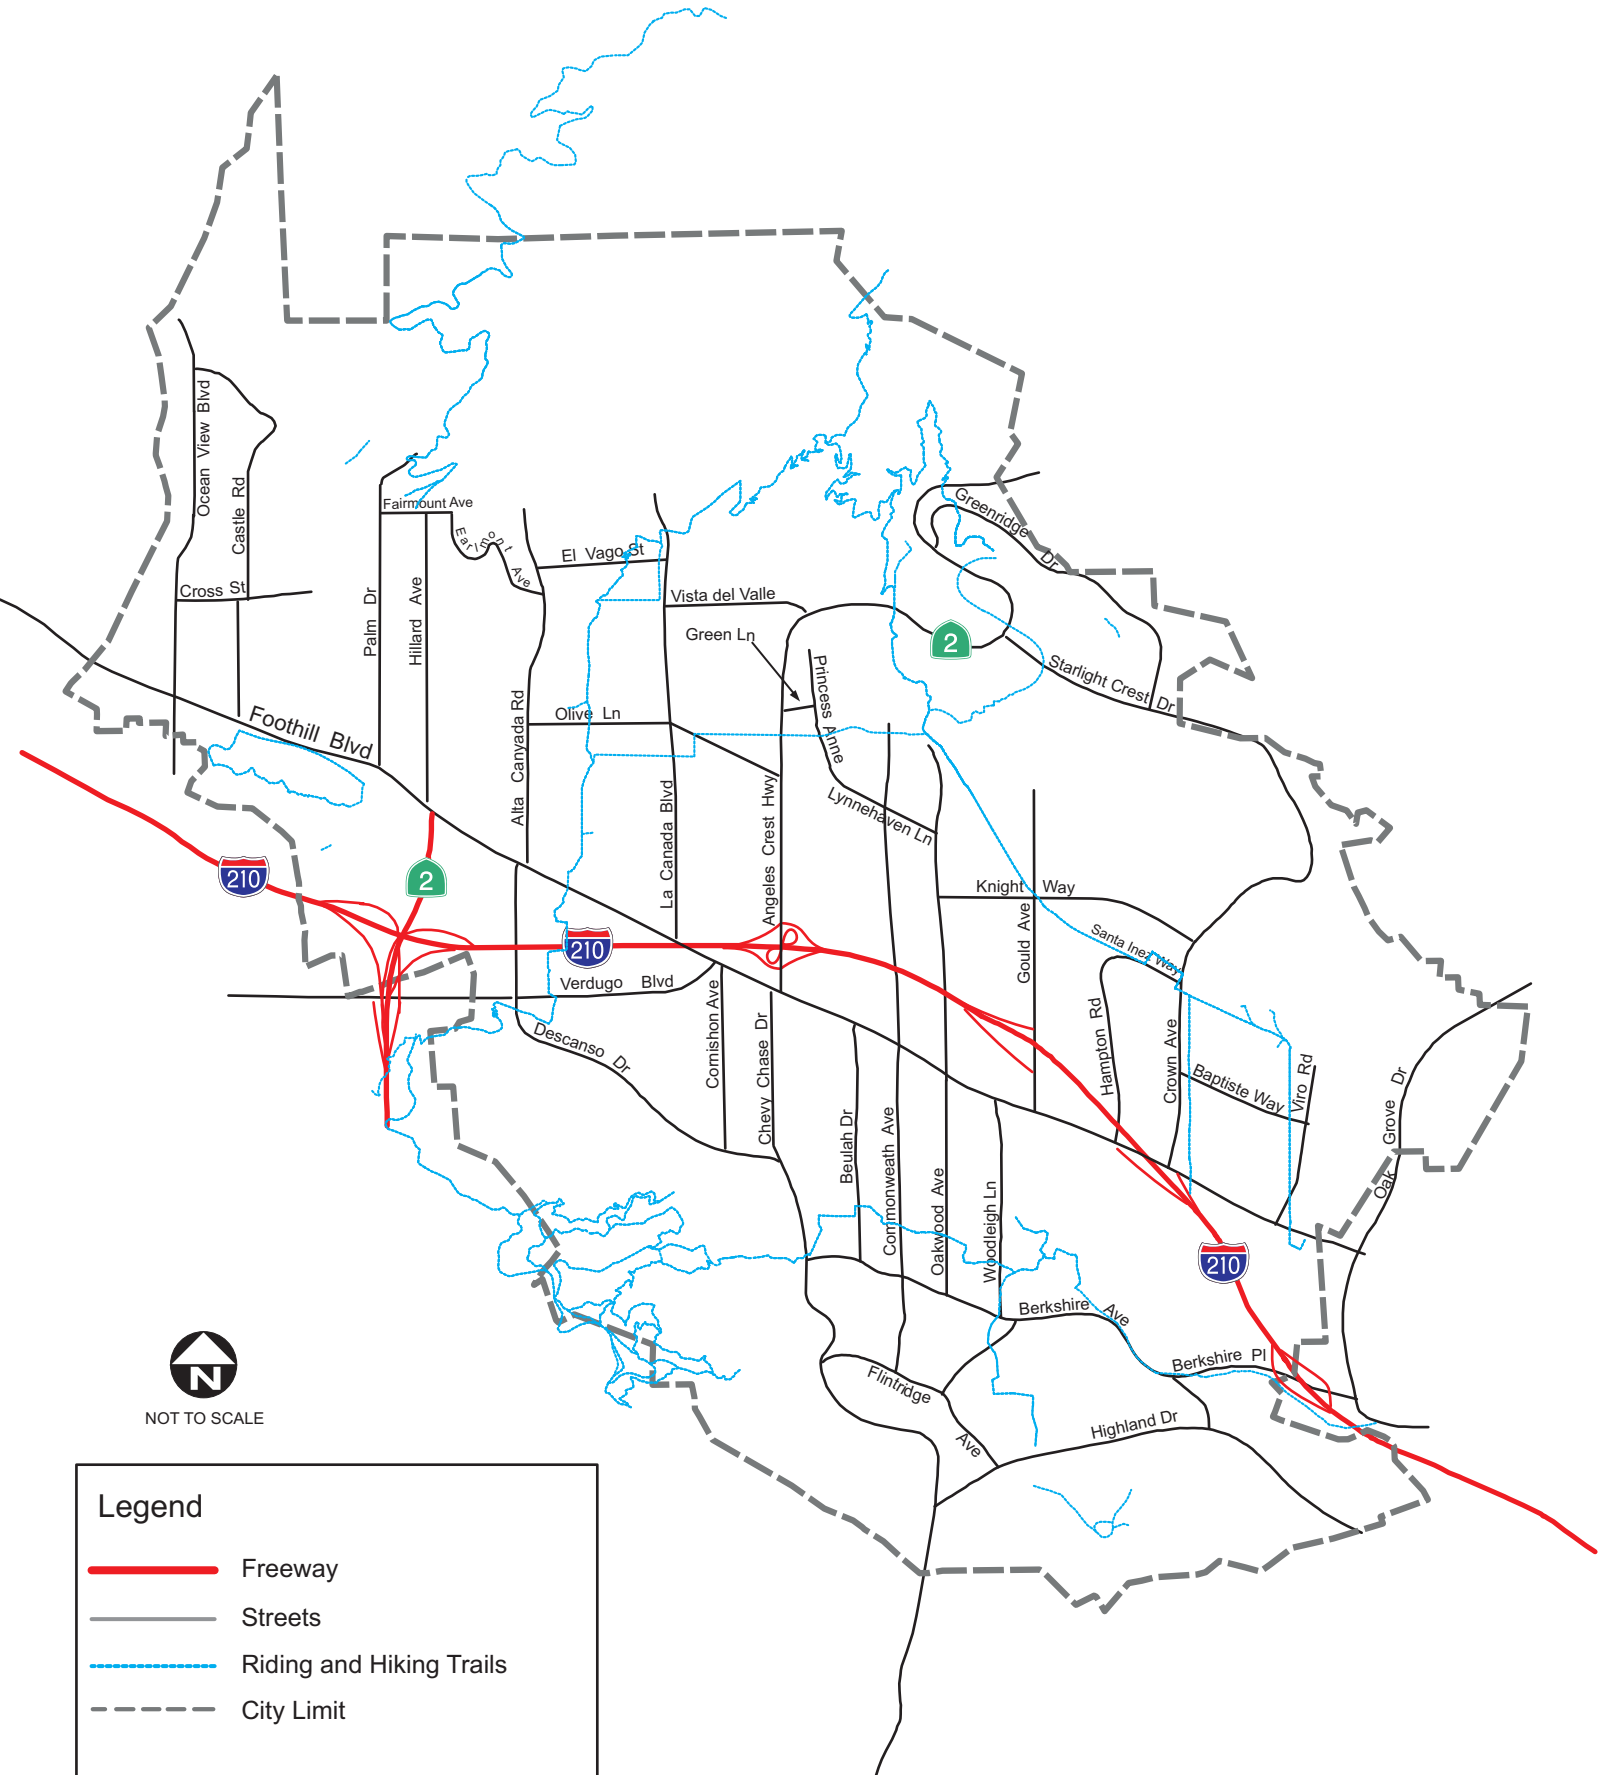 Ocean View Blvd
Castle Rd
Fairmount Ave
Earlmont Ave
El Vago St
Greenridge Dr
Cross St
Palm Dr
Hillard Ave
Vista del Valle
Green Ln
2
Princess Anne
Starlight Crest Dr
Foothill Blvd
Olive Ln
Alta Canyada Rd
La Canada Blvd
Angeles Crest Hwy
Lynnehaven Ln
210
2
Knight Way
Gould Ave
Santa Inez Way
210
Verdugo Blvd
Descanso Dr
Cornishon Ave
Chevy Chase Dr
Hampton Rd
Crown Ave
Baptiste Way
Viro Rd
Oak Grove Dr
Beulah Dr
Commonweath Ave
Oakwood Ave
Woodleigh Ln
210
Berkshire Ave
Berkshire Pl
Flintridge Ave
Highland Dr
N
NOT TO SCALE
Legend
Freeway
Streets
Riding and Hiking Trails
City Limit